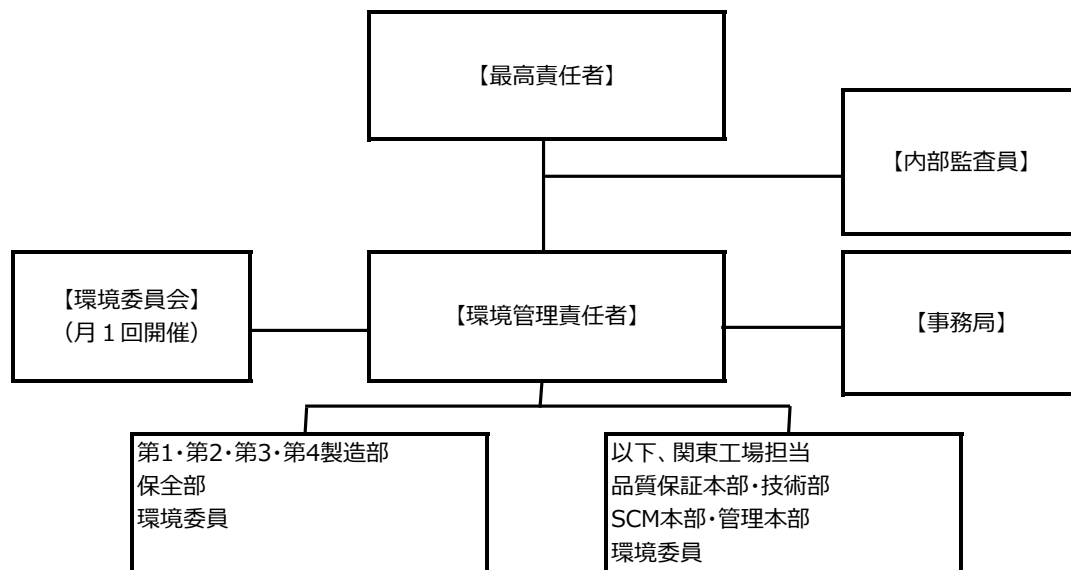 【最高責任者】
【内部監査員】
【環境委員会】
（月１回開催）
【環境管理責任者】
【事務局】
第1･第2･第3･第4製造部
保全部
環境委員
以下、関東工場担当
品質保証本部･技術部
SCM本部･管理本部
環境委員